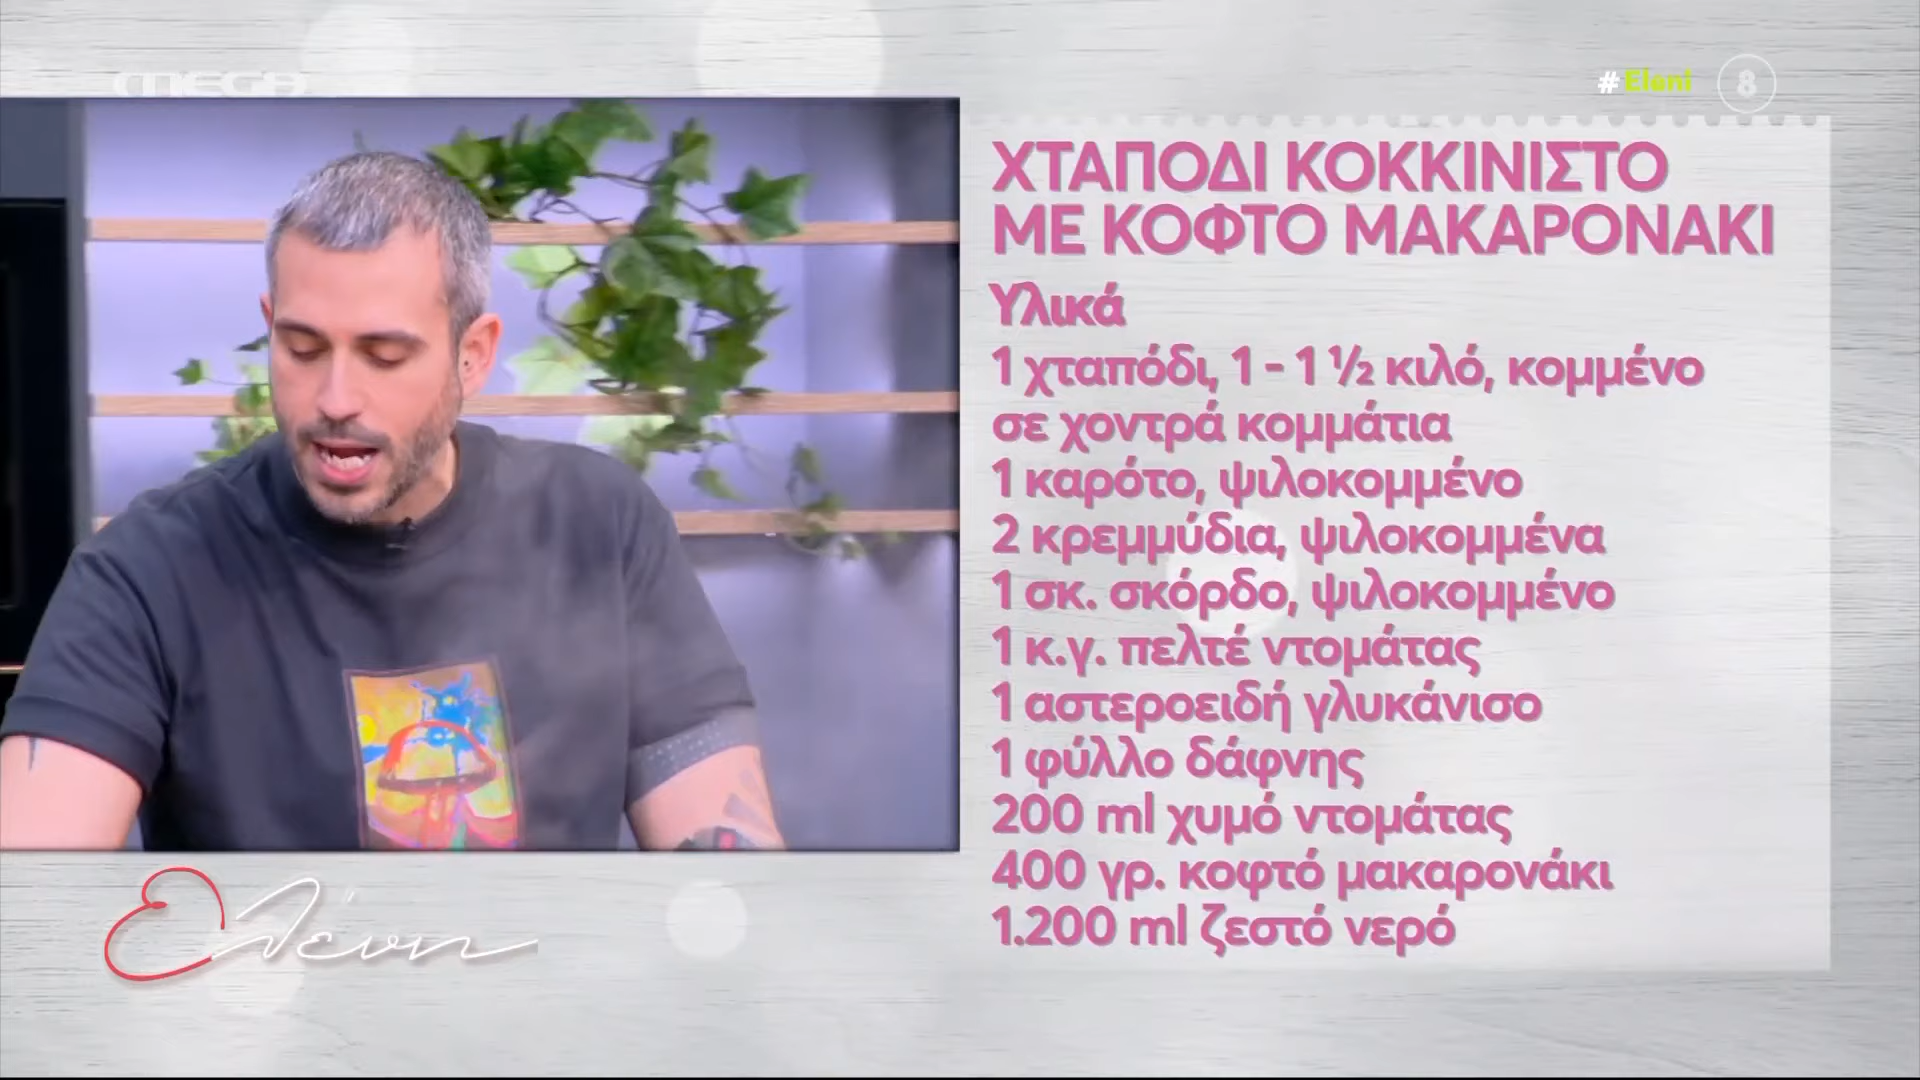 MEGA
#Eleni 8
ΧΤΑΠΟΔΙ ΚΟΚΚΙΝΙΣΤΟ
ΜΕ ΚΟΦΤΟ ΜΑΚΑΡΟΝΑΚΙ
Υλικά
1 χταπόδι, 1 - 1 ½ κιλό, κομμένο
σε χοντρά κομμάτια
1 καρότο, ψιλοκομμένο
2 κρεμμύδια, ψιλοκομμένα
1 σκ. σκόρδο, ψιλοκομμένο
1 κ.γ. πελτέ ντομάτας
1 αστεροειδή γλυκάνισο
1 φύλλο δάφνης
200 ml χυμό ντομάτας
400 γρ. κοφτό μακαρονάκι
1.200 ml ζεστό νερό
Ελένη